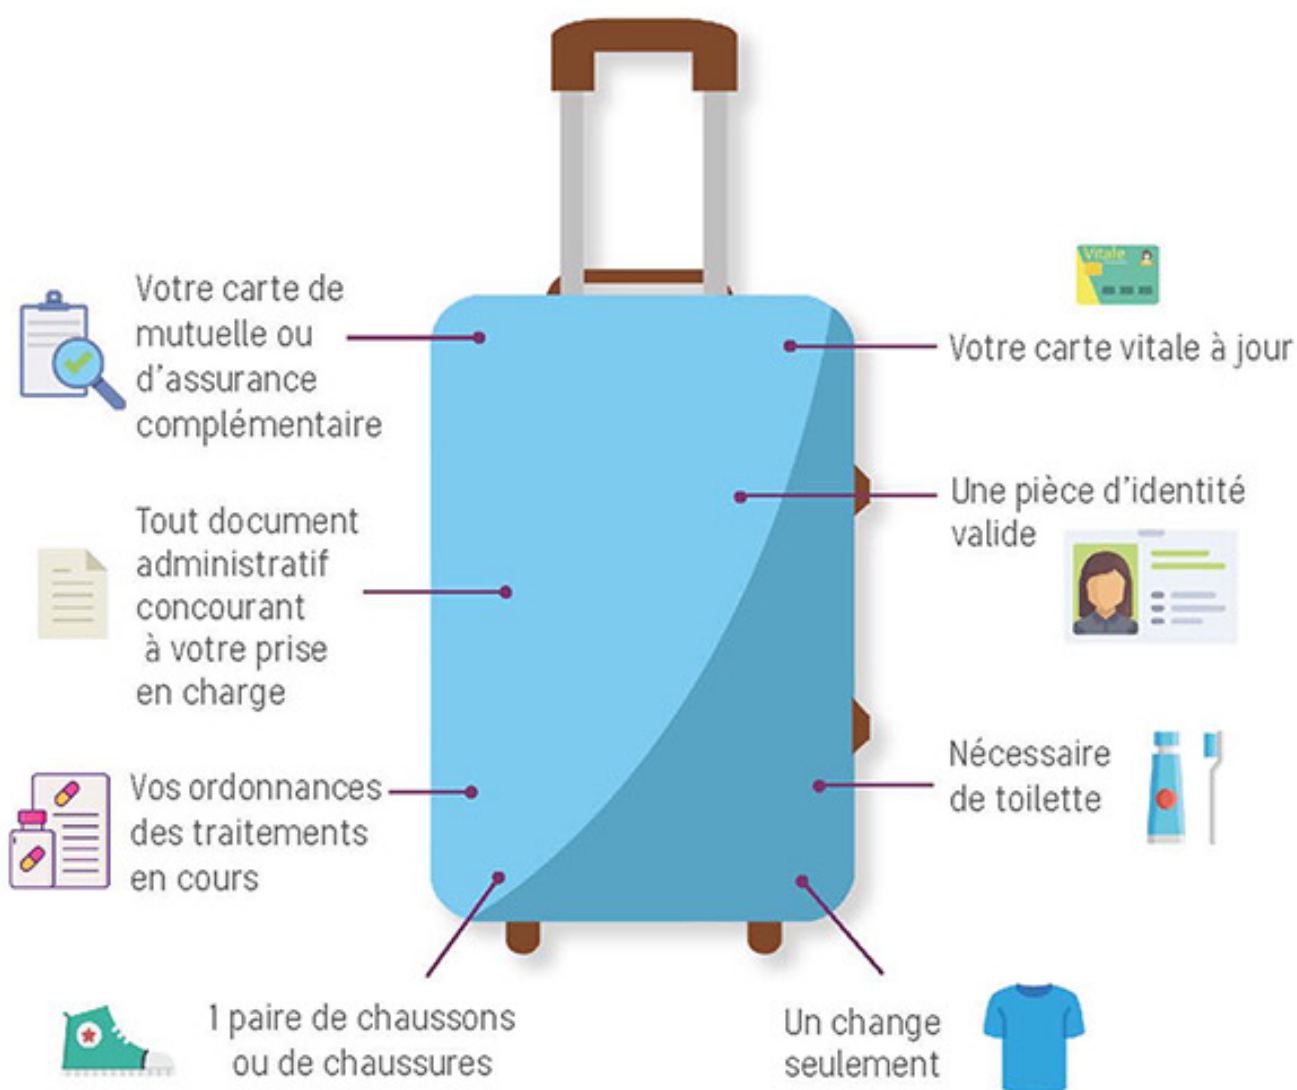 Votre carte de
mutuelle ou
d'assurance
complémentaire
Tout document
administratif
concourant
à votre prise
en charge
Vos ordonnances
des traitements
en cours
1 paire de chaussons
ou de chaussures
Vitale
Votre carte vitale à jour
Une pièce d'identité
valide
Nécessaire
de toilette
Un change
seulement